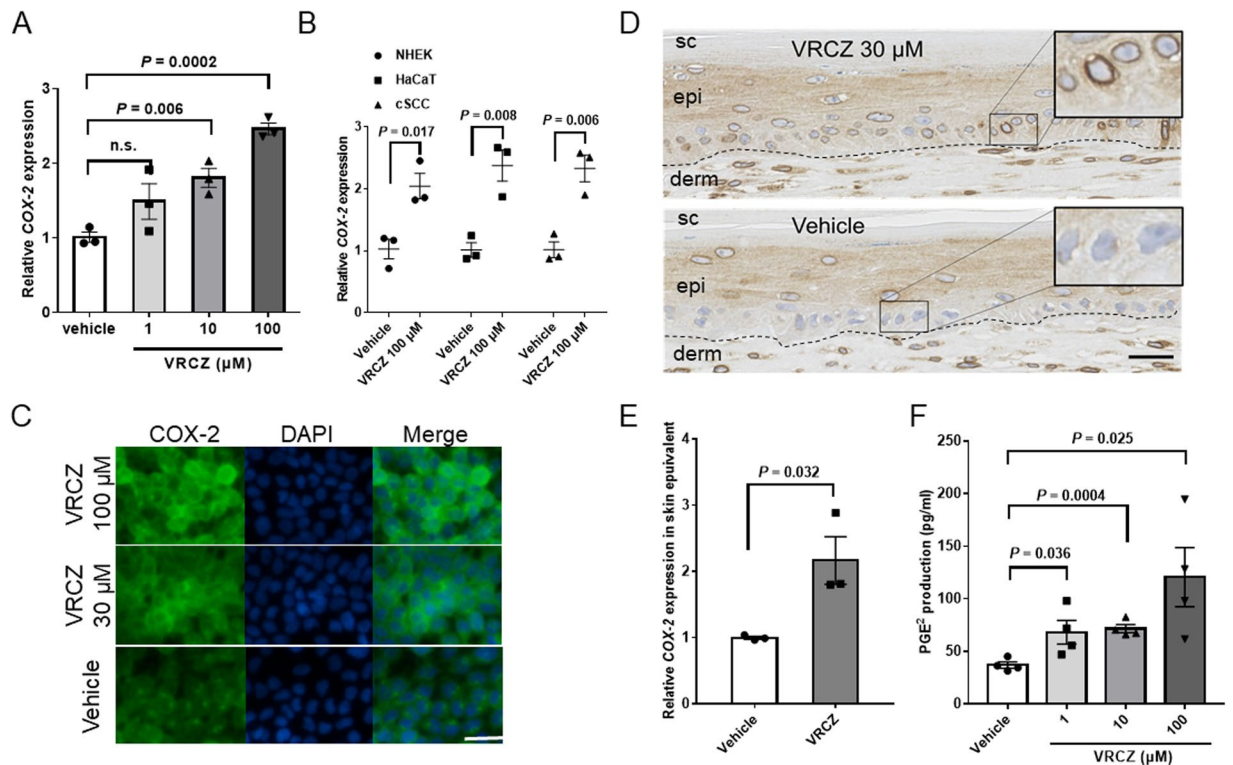 A
Relative COX-2 expression
3
2
1
0
P = 0.0002
P = 0.006
n.s.
vehicle
1
10
100
VRCZ (µM)
B
NHEK
HaCaT
cSCC
Relative COX-2 expression
3
2
1
0
P = 0.017
P = 0.008
P = 0.006
Vehicle
VRCZ 100 µM
Vehicle
VRCZ 100 µM
Vehicle
VRCZ 100 µM
C
COX-2
DAPI
Merge
VRCZ
100 µM
VRCZ
30 µM
Vehicle
D
sc
VRCZ 30 µM
epi
derm
sc
Vehicle
epi
derm
E
Relative COX-2 expression in skin equivalent
4
3
2
1
0
P = 0.032
Vehicle
VRCZ
F
PGE² production (pg/ml)
250
200
150
100
50
0
P = 0.025
P = 0.0004
P = 0.036
Vehicle
1
10
100
VRCZ (µM)